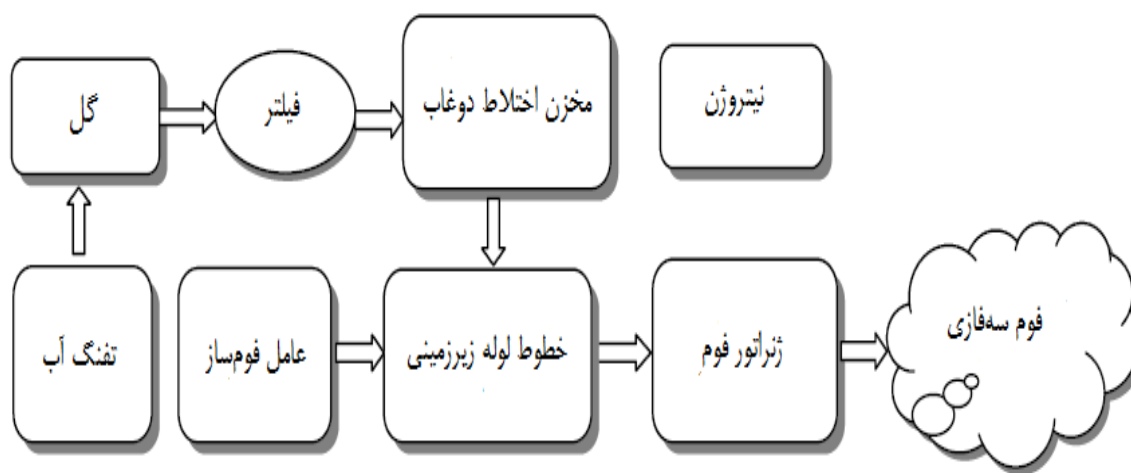 گل
فیلتر
مخزن اختلاط دوغاب
نیتروژن
تفنگ آب
عامل فوم‌ساز
خطوط لوله زیرزمینی
ژنراتور فوم
فوم سه‌فازی